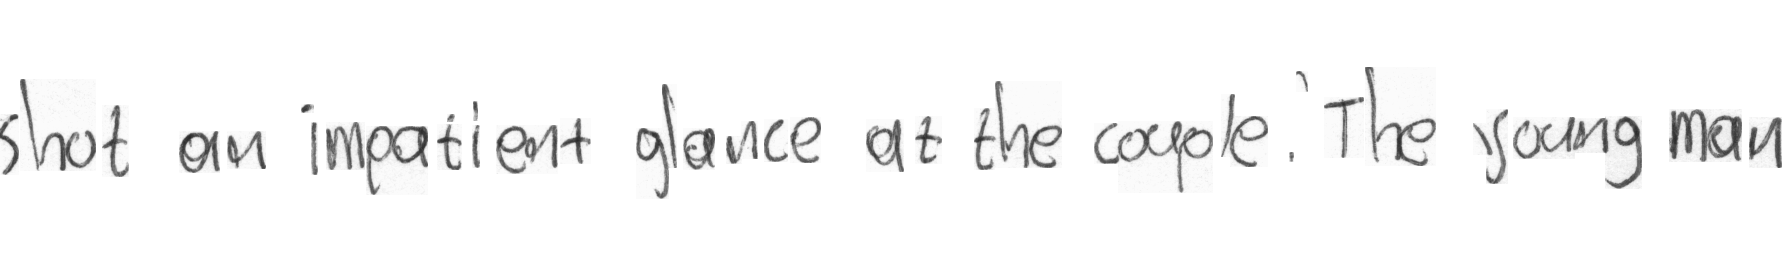 shot an impatient glance at the couple. ' The young man